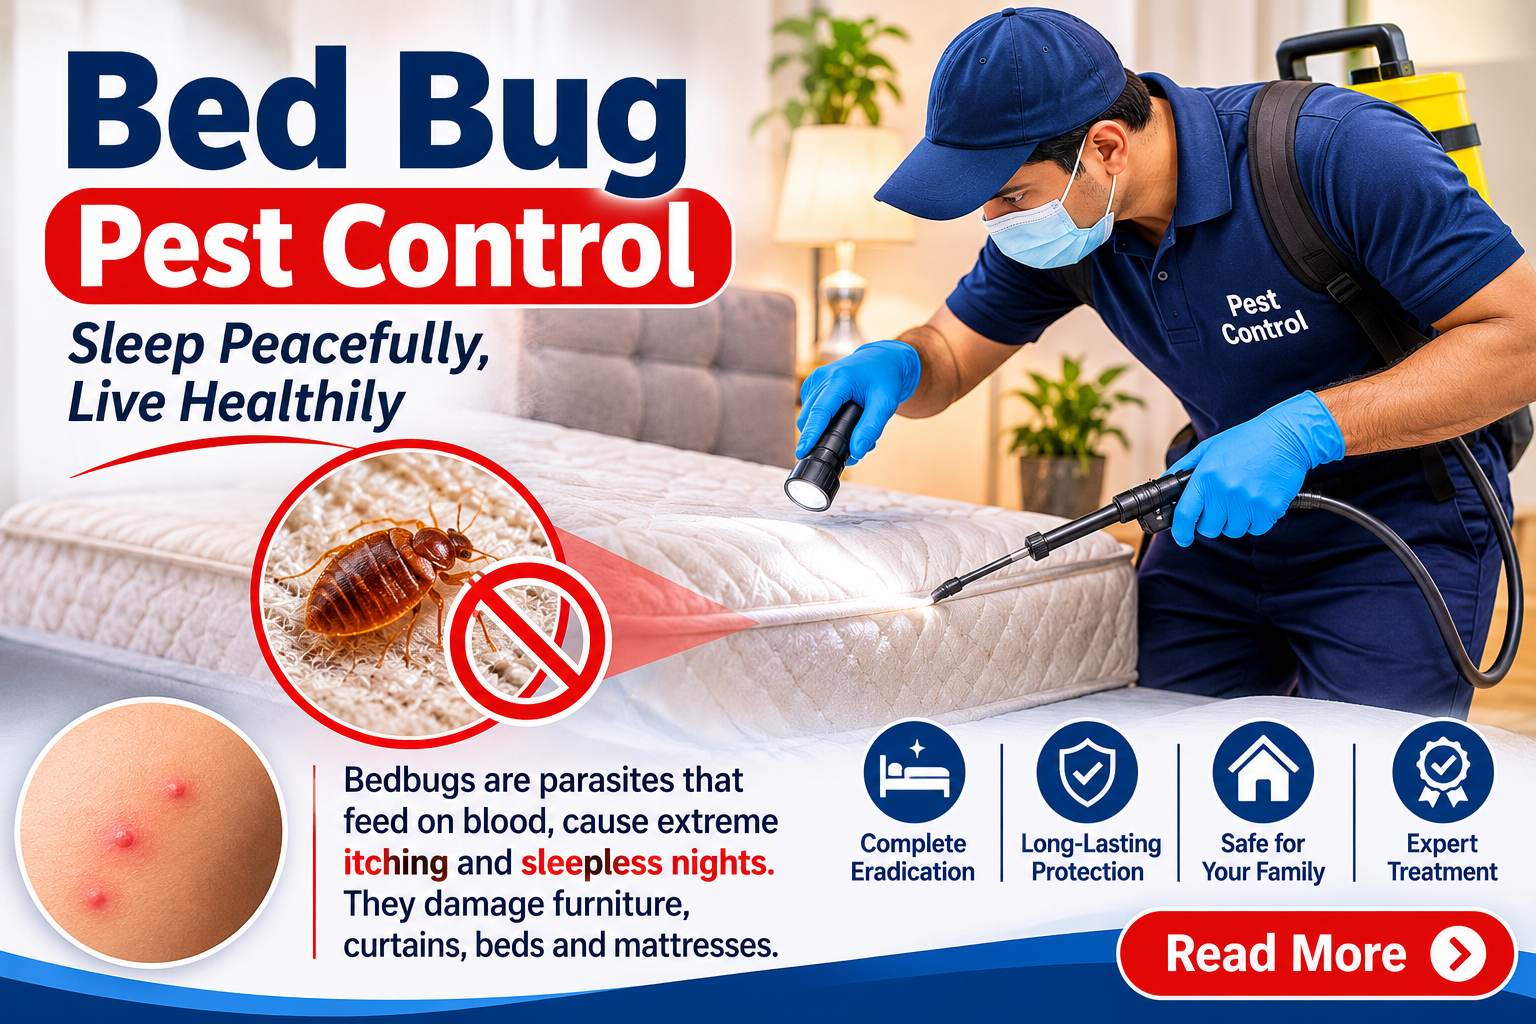 Bed Bug
Pest Control
Sleep Peacefully,
Live Healthily
Pest
Control
Bedbugs are parasites that
feed on blood, cause extreme
itching and sleepless nights.
They damage furniture,
curtains, beds and mattresses.
Complete
Eradication
Long-Lasting
Protection
Safe for
Your Family
Expert
Treatment
Read More